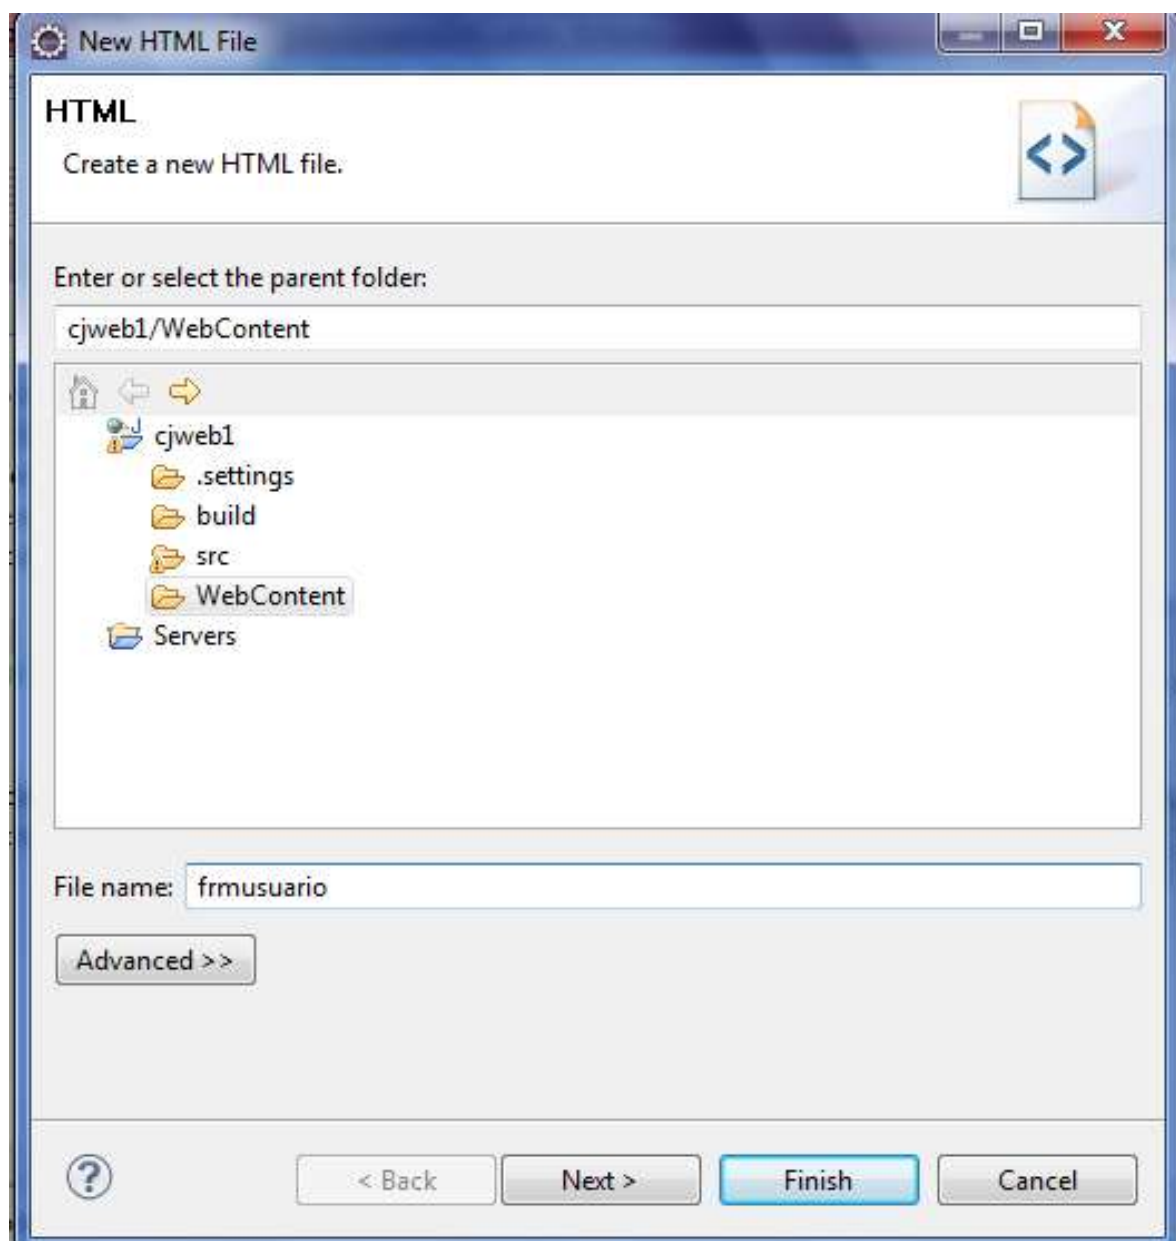 New HTML File
HTML
Create a new HTML file.
Enter or select the parent folder:
cjweb1/WebContent
cjweb1
.settings
build
src
WebContent
Servers
File name: frmusuario
Advanced >>
< Back Next > Finish Cancel